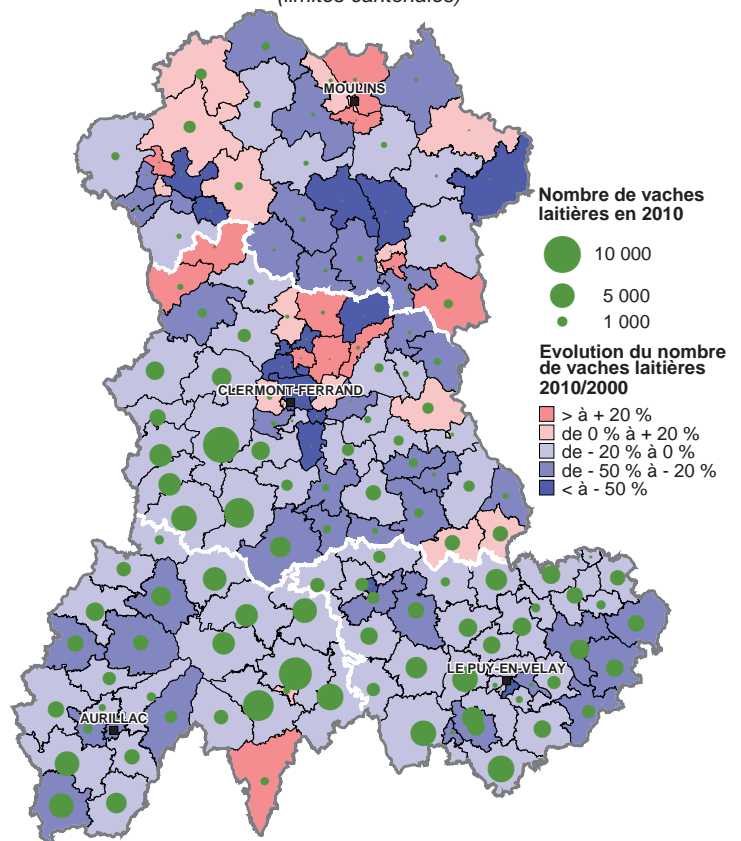 (limites cantonales)
MOULINS
Nombre de vaches
laitières en 2010
10 000
5 000
1 000
Evolution du nombre
de vaches laitières
2010/2000
> à + 20 %
de 0 % à + 20 %
de - 20 % à 0 %
de - 50 % à - 20 %
< à - 50 %
CLERMONT-FERRAND
LE PUY-EN-VELAY
AURILLAC